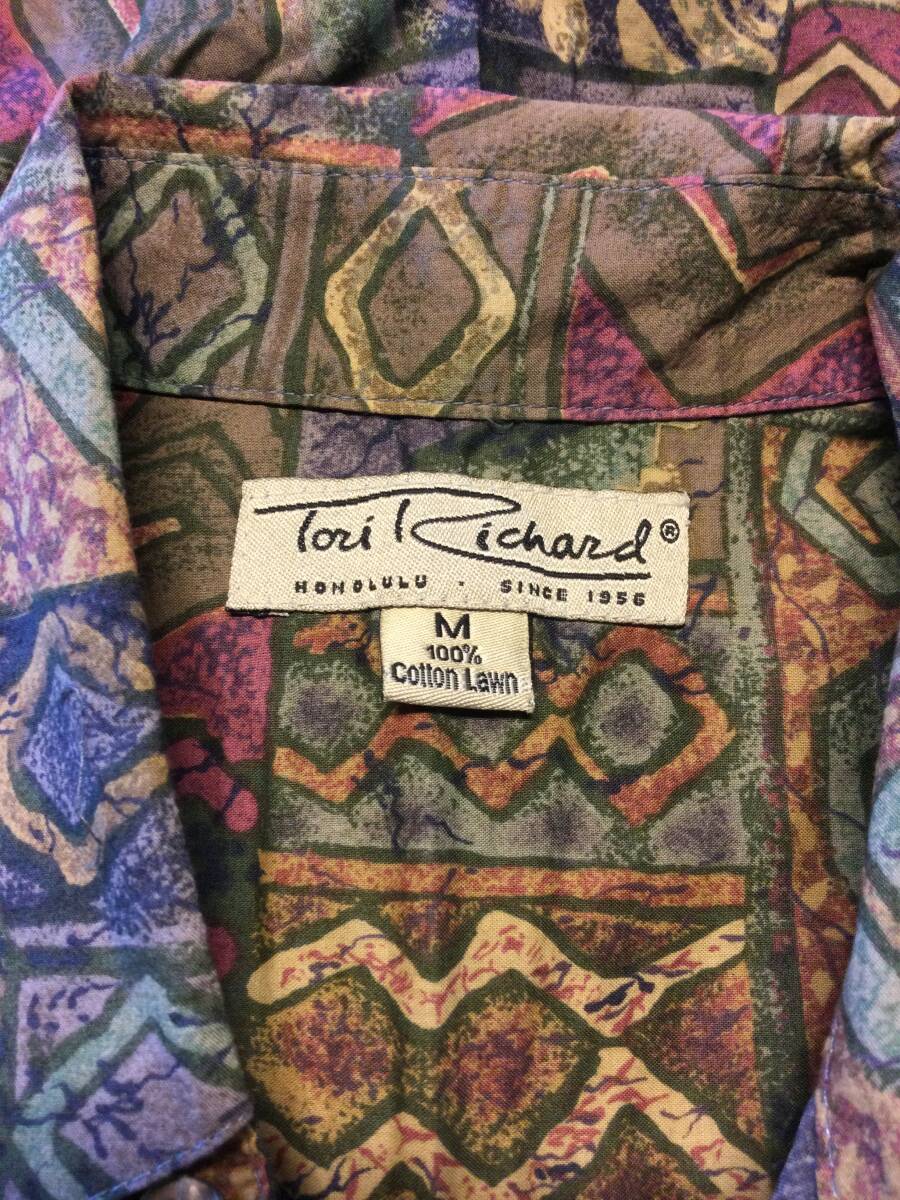 Tori Richard®
HONOLULU · SINCE 1956
M
100%
Cotton Lawn